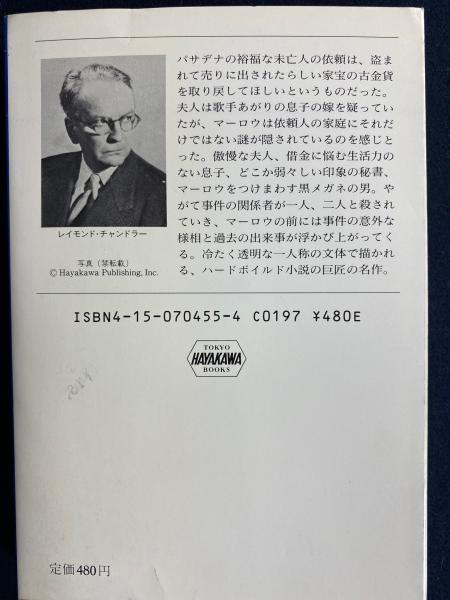 パサデナの裕福な未亡人の依頼は、盗ま
れて売りに出されたらしい家宝の古金貨
を取り戻してほしいというものだった。
夫人は歌手あがりの息子の嫁を疑ってい
たが、マーロウは依頼人の家庭にそれだ
けではない謎が隠されているのを感じと
った。傲慢な夫人、借金に悩む生活力の
ない息子、どこか弱々しい印象の秘書、
マーロウをつけまわす黒メガネの男。や
がて事件の関係者が一人、二人と殺され
ていき、マーロウの前には事件の意外な
様相と過去の出来事が浮かび上がってく
る。冷たく透明な一人称の文体で描かれ
る、ハードボイルド小説の巨匠の名作。
レイモンド・チャンドラー
写真（禁転載）
© Hayakawa Publishing, Inc.
ISBN4-15-070455-4 C0197 ¥480E
TOKYO
HAYAKAWA
BOOKS
定価480円